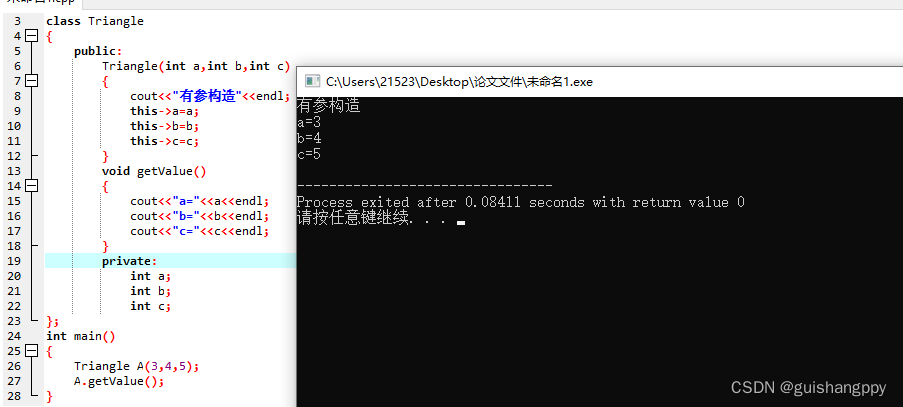 3 class Triangle
4 {
5 public:
6 Triangle(int a,int b,int c)
7 {
8 cout<<"有参构造"<<endl;
9 this->a=a;
10 this->b=b;
11 this->c=c;
12 }
13 void getValue()
14 {
15 cout<<"a="<<a<<endl;
16 cout<<"b="<<b<<endl;
17 cout<<"c="<<c<<endl;
18 }
19 private:
20 int a;
21 int b;
22 int c;
23 };
24 int main()
25 {
26 Triangle A(3,4,5);
27 A.getValue();
28 }
C:\Users\21523\Desktop\论文文件\未命名1.exe
有参构造
a=3
b=4
c=5
--------------------------------
Process exited after 0.08411 seconds with return value 0
请按任意键继续. . .
CSDN @guishangppy